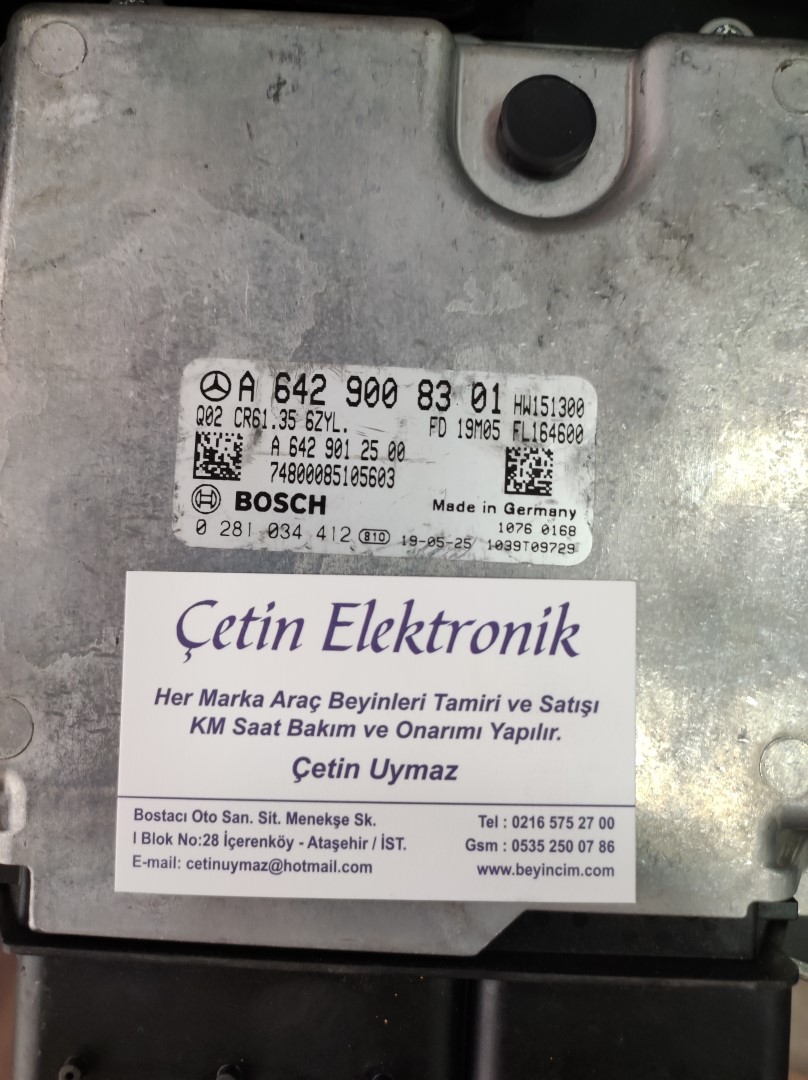 A 642 900 83 01 HW151300
Q02 CR61.35 6ZYL. FD 19M05 FL164600
A 642 901 25 00
74800085105603
BOSCH Made in Germany
1076 0168
0 281 034 412 810 19-05-25 1039T09729
Çetin Elektronik
Her Marka Araç Beyinleri Tamiri ve Satışı
KM Saat Bakım ve Onarımı Yapılır.
Çetin Uymaz
Bostacı Oto San. Sit. Menekşe Sk. Tel : 0216 575 27 00
I Blok No:28 İçerenköy - Ataşehir / İST. Gsm : 0535 250 07 86
E-mail: cetinuymaz@hotmail.com www.beyincim.com